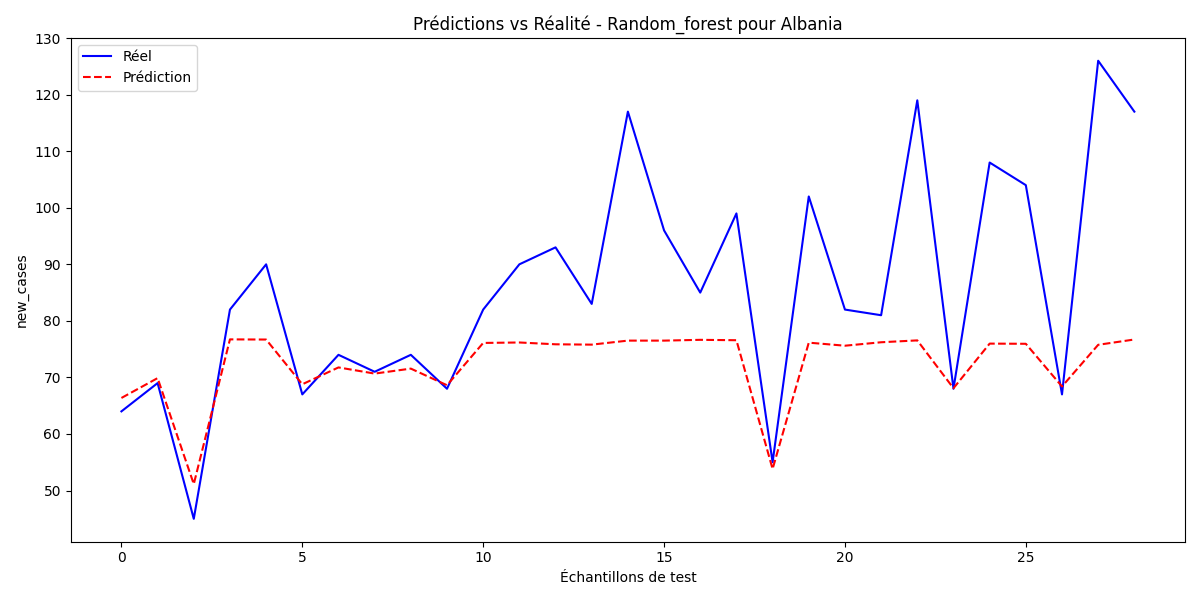 Prédictions vs Réalité - Random_forest pour Albania
130
120
110
100
90
80
70
60
50
new_cases
Réel
Prédiction
0 5 10 15 20 25
Échantillons de test